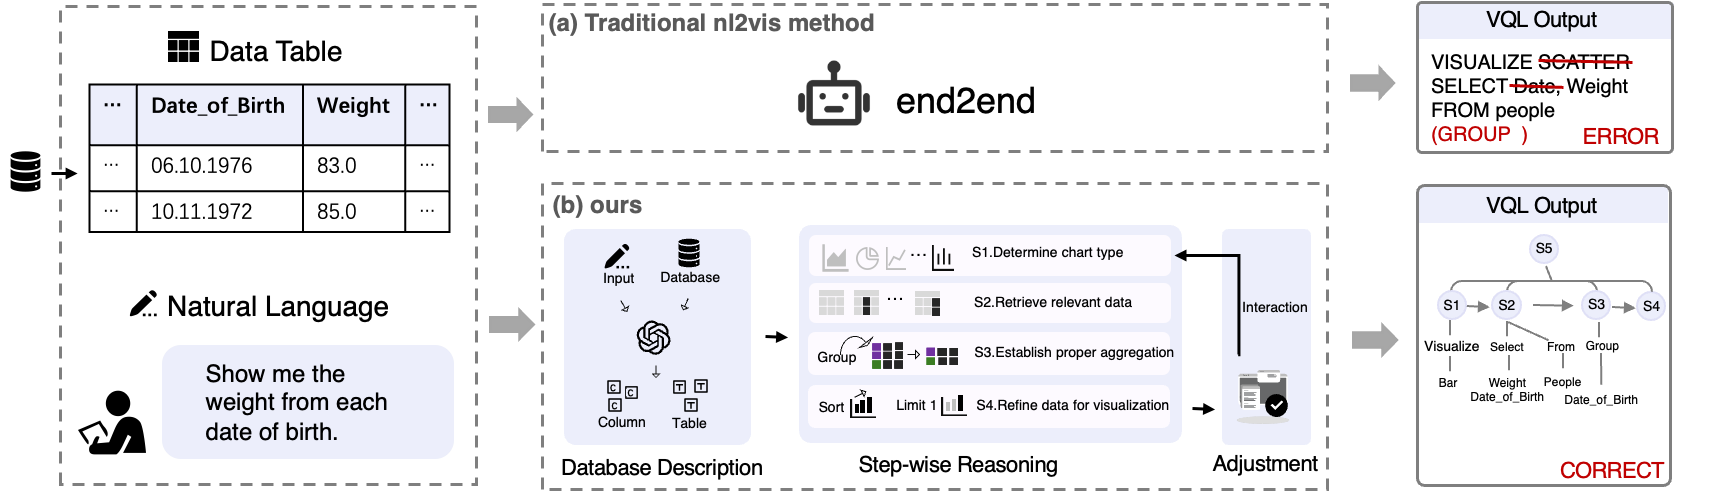 Data Table
... Date_of_Birth Weight ...
... 06.10.1976 83.0 ...
... 10.11.1972 85.0 ...
Natural Language
Show me the
weight from each
date of birth.
(a) Traditional nl2vis method
end2end
VQL Output
VISUALIZE SCATTER
SELECT Date, Weight
FROM people
(GROUP )
ERROR
(b) ours
Input
Database
C
C
C
T
T
T
Column
Table
Database Description
... S1.Determine chart type
... S2.Retrieve relevant data
Group
S3.Establish proper aggregation
Sort
Limit 1
S4.Refine data for visualization
Step-wise Reasoning
Interaction
Adjustment
VQL Output
S5
S1 S2 S3 S4
Visualize Select From Group
Bar Weight People
Date_of_Birth Date_of_Birth
CORRECT